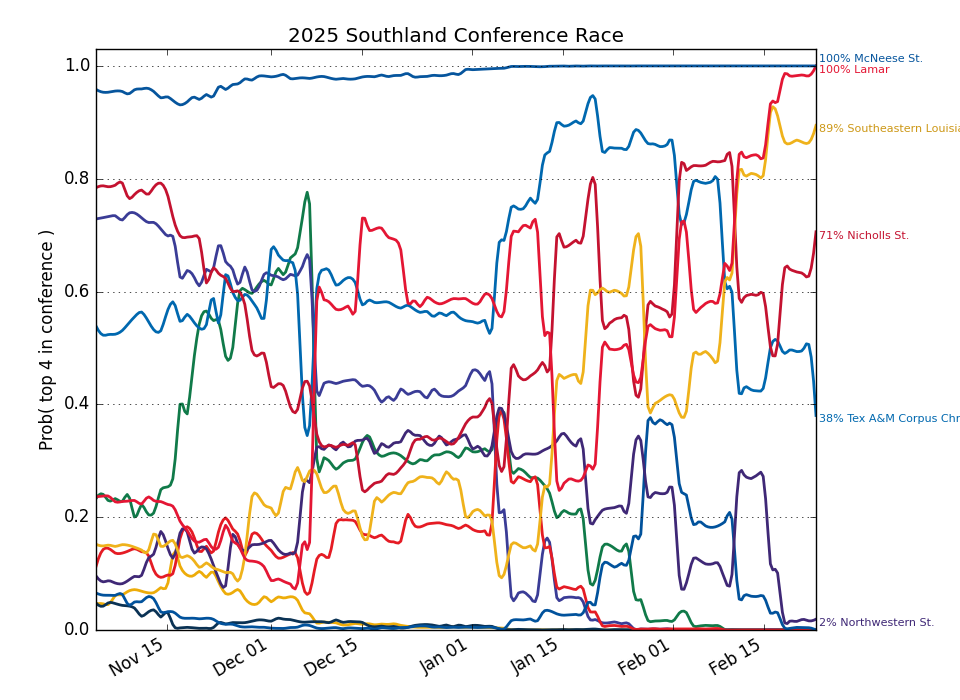 2025 Southland Conference Race
Prob( top 4 in conference )
1.0
0.8
0.6
0.4
0.2
0.0
Nov 15
Dec 01
Dec 15
Jan 01
Jan 15
Feb 01
Feb 15
100% McNeese St.
100% Lamar
89% Southeastern Louisia
71% Nicholls St.
38% Tex A&M Corpus Chr
2% Northwestern St.